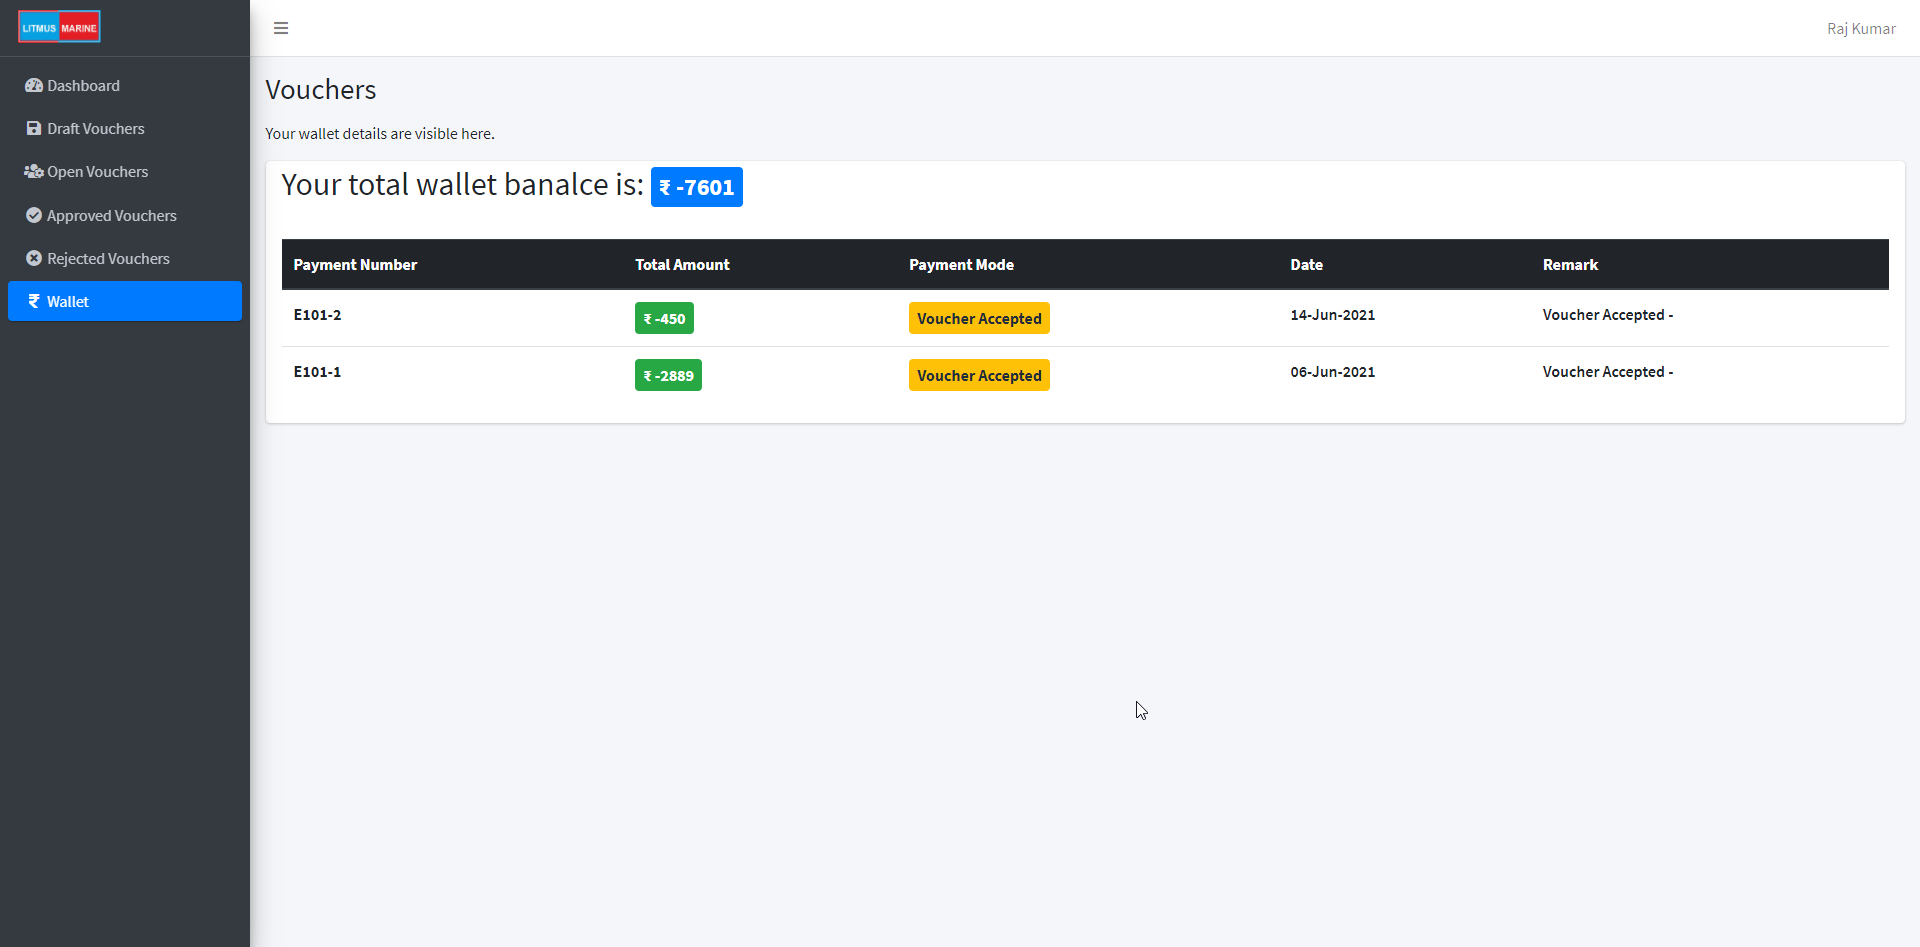 LITMUS MARINE
Raj Kumar
Dashboard
Draft Vouchers
Open Vouchers
Approved Vouchers
Rejected Vouchers
₹ Wallet
Vouchers
Your wallet details are visible here.
Your total wallet banalce is: ₹ -7601
Payment Number Total Amount Payment Mode Date Remark
E101-2 ₹ -450 Voucher Accepted 14-Jun-2021 Voucher Accepted -
E101-1 ₹ -2889 Voucher Accepted 06-Jun-2021 Voucher Accepted -